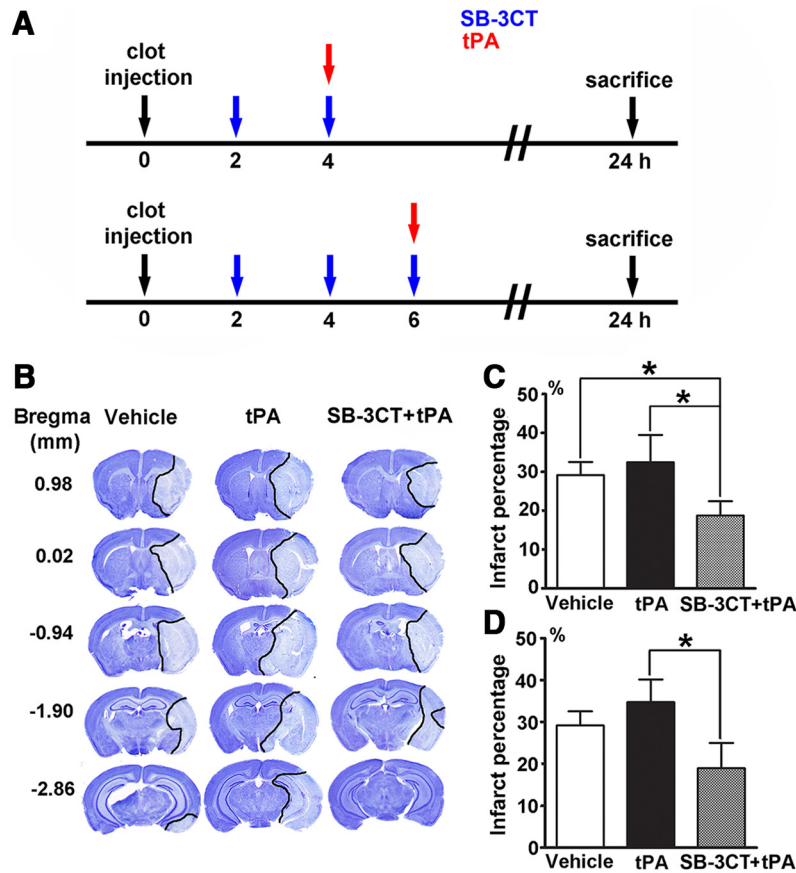 A
SB-3CT
tPA
clot
injection
sacrifice
0 2 4 24 h
clot
injection
sacrifice
0 2 4 6 24 h
B
Bregma
(mm)
Vehicle tPA SB-3CT+tPA
0.98
0.02
-0.94
-1.90
-2.86
C
%
Infarct percentage
50
40
30
20
10
0
*
*
Vehicle tPA SB-3CT+tPA
D
%
Infarct percentage
50
40
30
20
10
0
*
Vehicle tPA SB-3CT+tPA